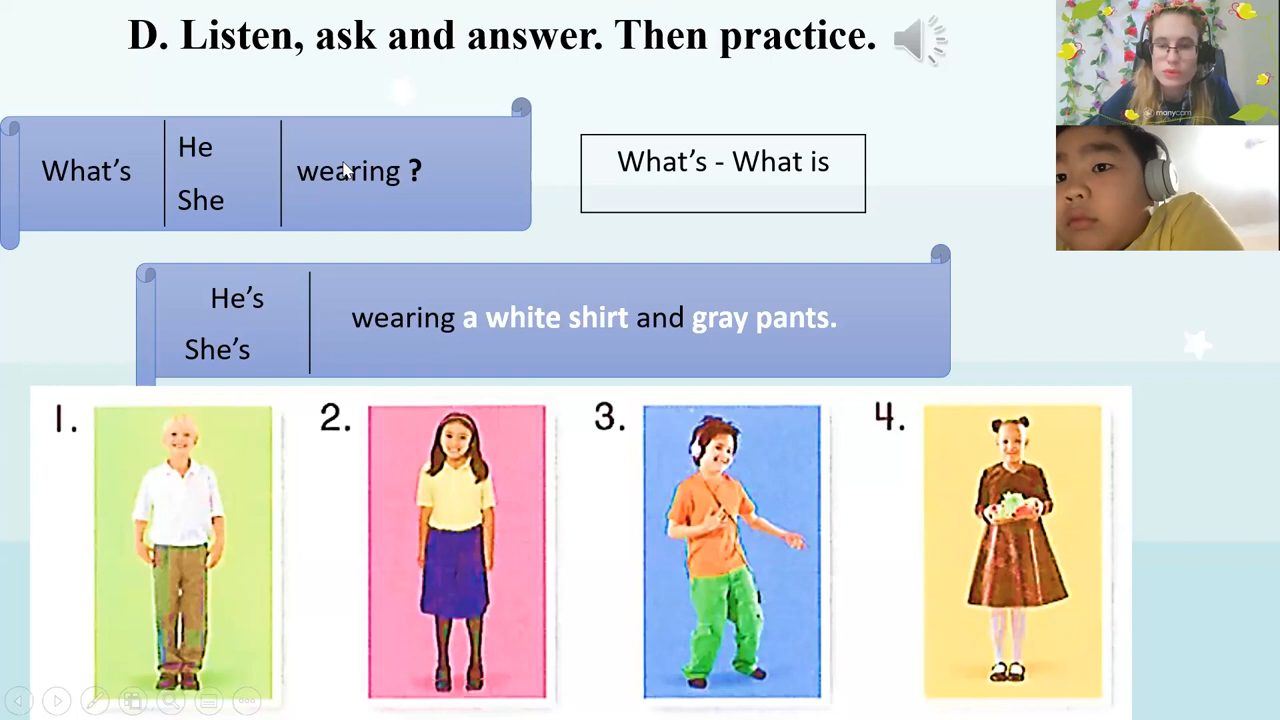 D. Listen, ask and answer. Then practice.
What's
He
She
wearing ?
What's - What is
He's
She's
wearing a white shirt and gray pants.
1.
2.
3.
4.
manycam